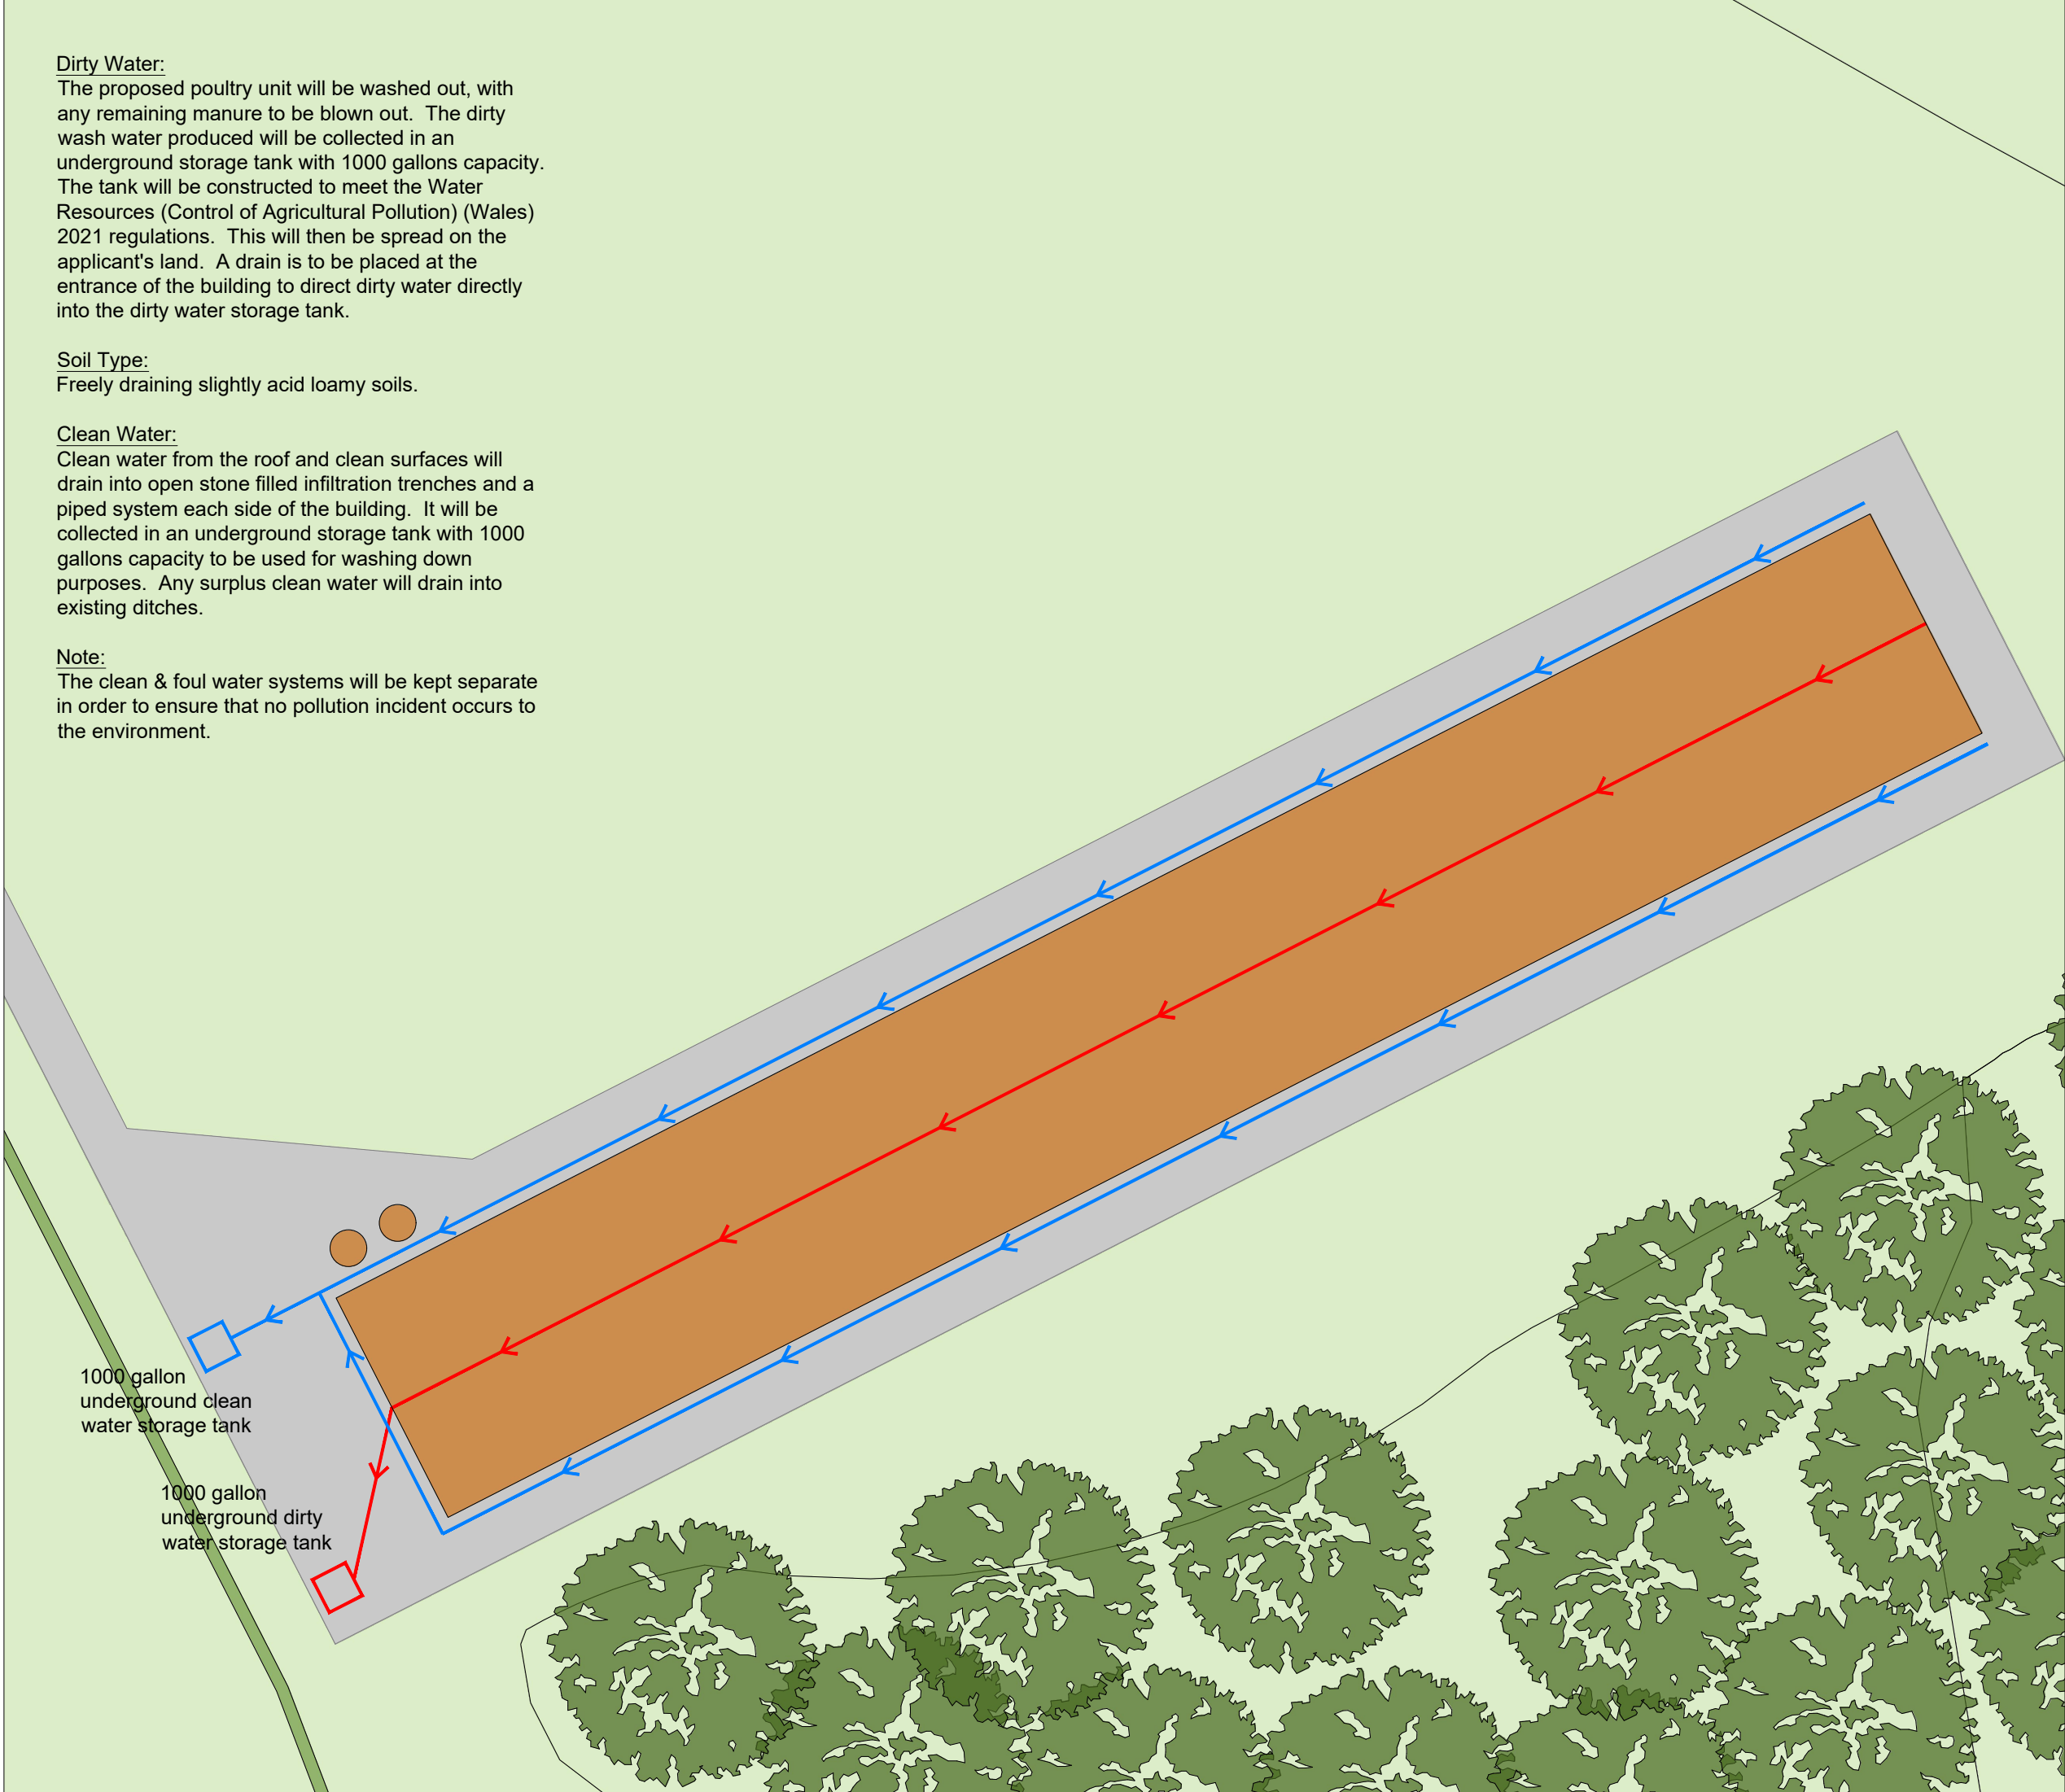 Dirty Water:
The proposed poultry unit will be washed out, with
any remaining manure to be blown out.  The dirty
wash water produced will be collected in an
underground storage tank with 1000 gallons capacity.
The tank will be constructed to meet the Water
Resources (Control of Agricultural Pollution) (Wales)
2021 regulations.  This will then be spread on the
applicant's land.  A drain is to be placed at the
entrance of the building to direct dirty water directly
into the dirty water storage tank.
Soil Type:
Freely draining slightly acid loamy soils.
Clean Water:
Clean water from the roof and clean surfaces will
drain into open stone filled infiltration trenches and a
piped system each side of the building.  It will be
collected in an underground storage tank with 1000
gallons capacity to be used for washing down
purposes.  Any surplus clean water will drain into
existing ditches.
Note:
The clean & foul water systems will be kept separate
in order to ensure that no pollution incident occurs to
the environment.
1000 gallon
underground clean
water storage tank
1000 gallon
underground dirty
water storage tank